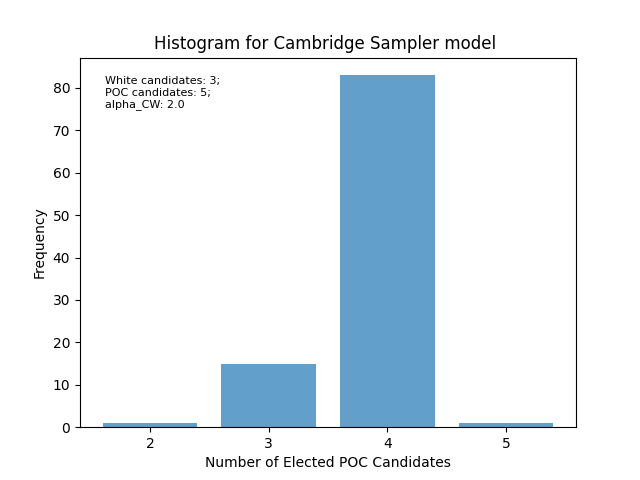 Histogram for Cambridge Sampler model
White candidates: 3;
POC candidates: 5;
alpha_CW: 2.0
80
70
60
50
40
30
20
10
0
Frequency
2 3 4 5
Number of Elected POC Candidates